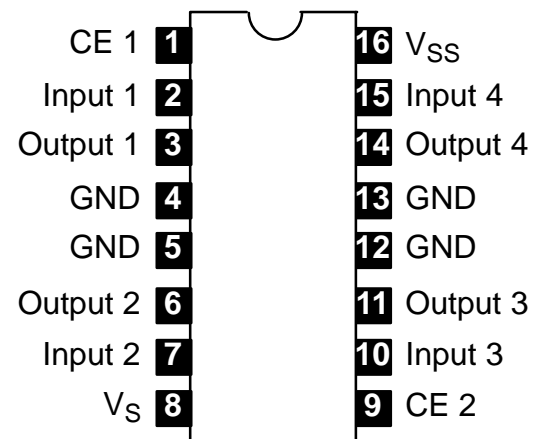 CE 1 1 16 VSS
Input 1 2 15 Input 4
Output 1 3 14 Output 4
GND 4 13 GND
GND 5 12 GND
Output 2 6 11 Output 3
Input 2 7 10 Input 3
VS 8 9 CE 2